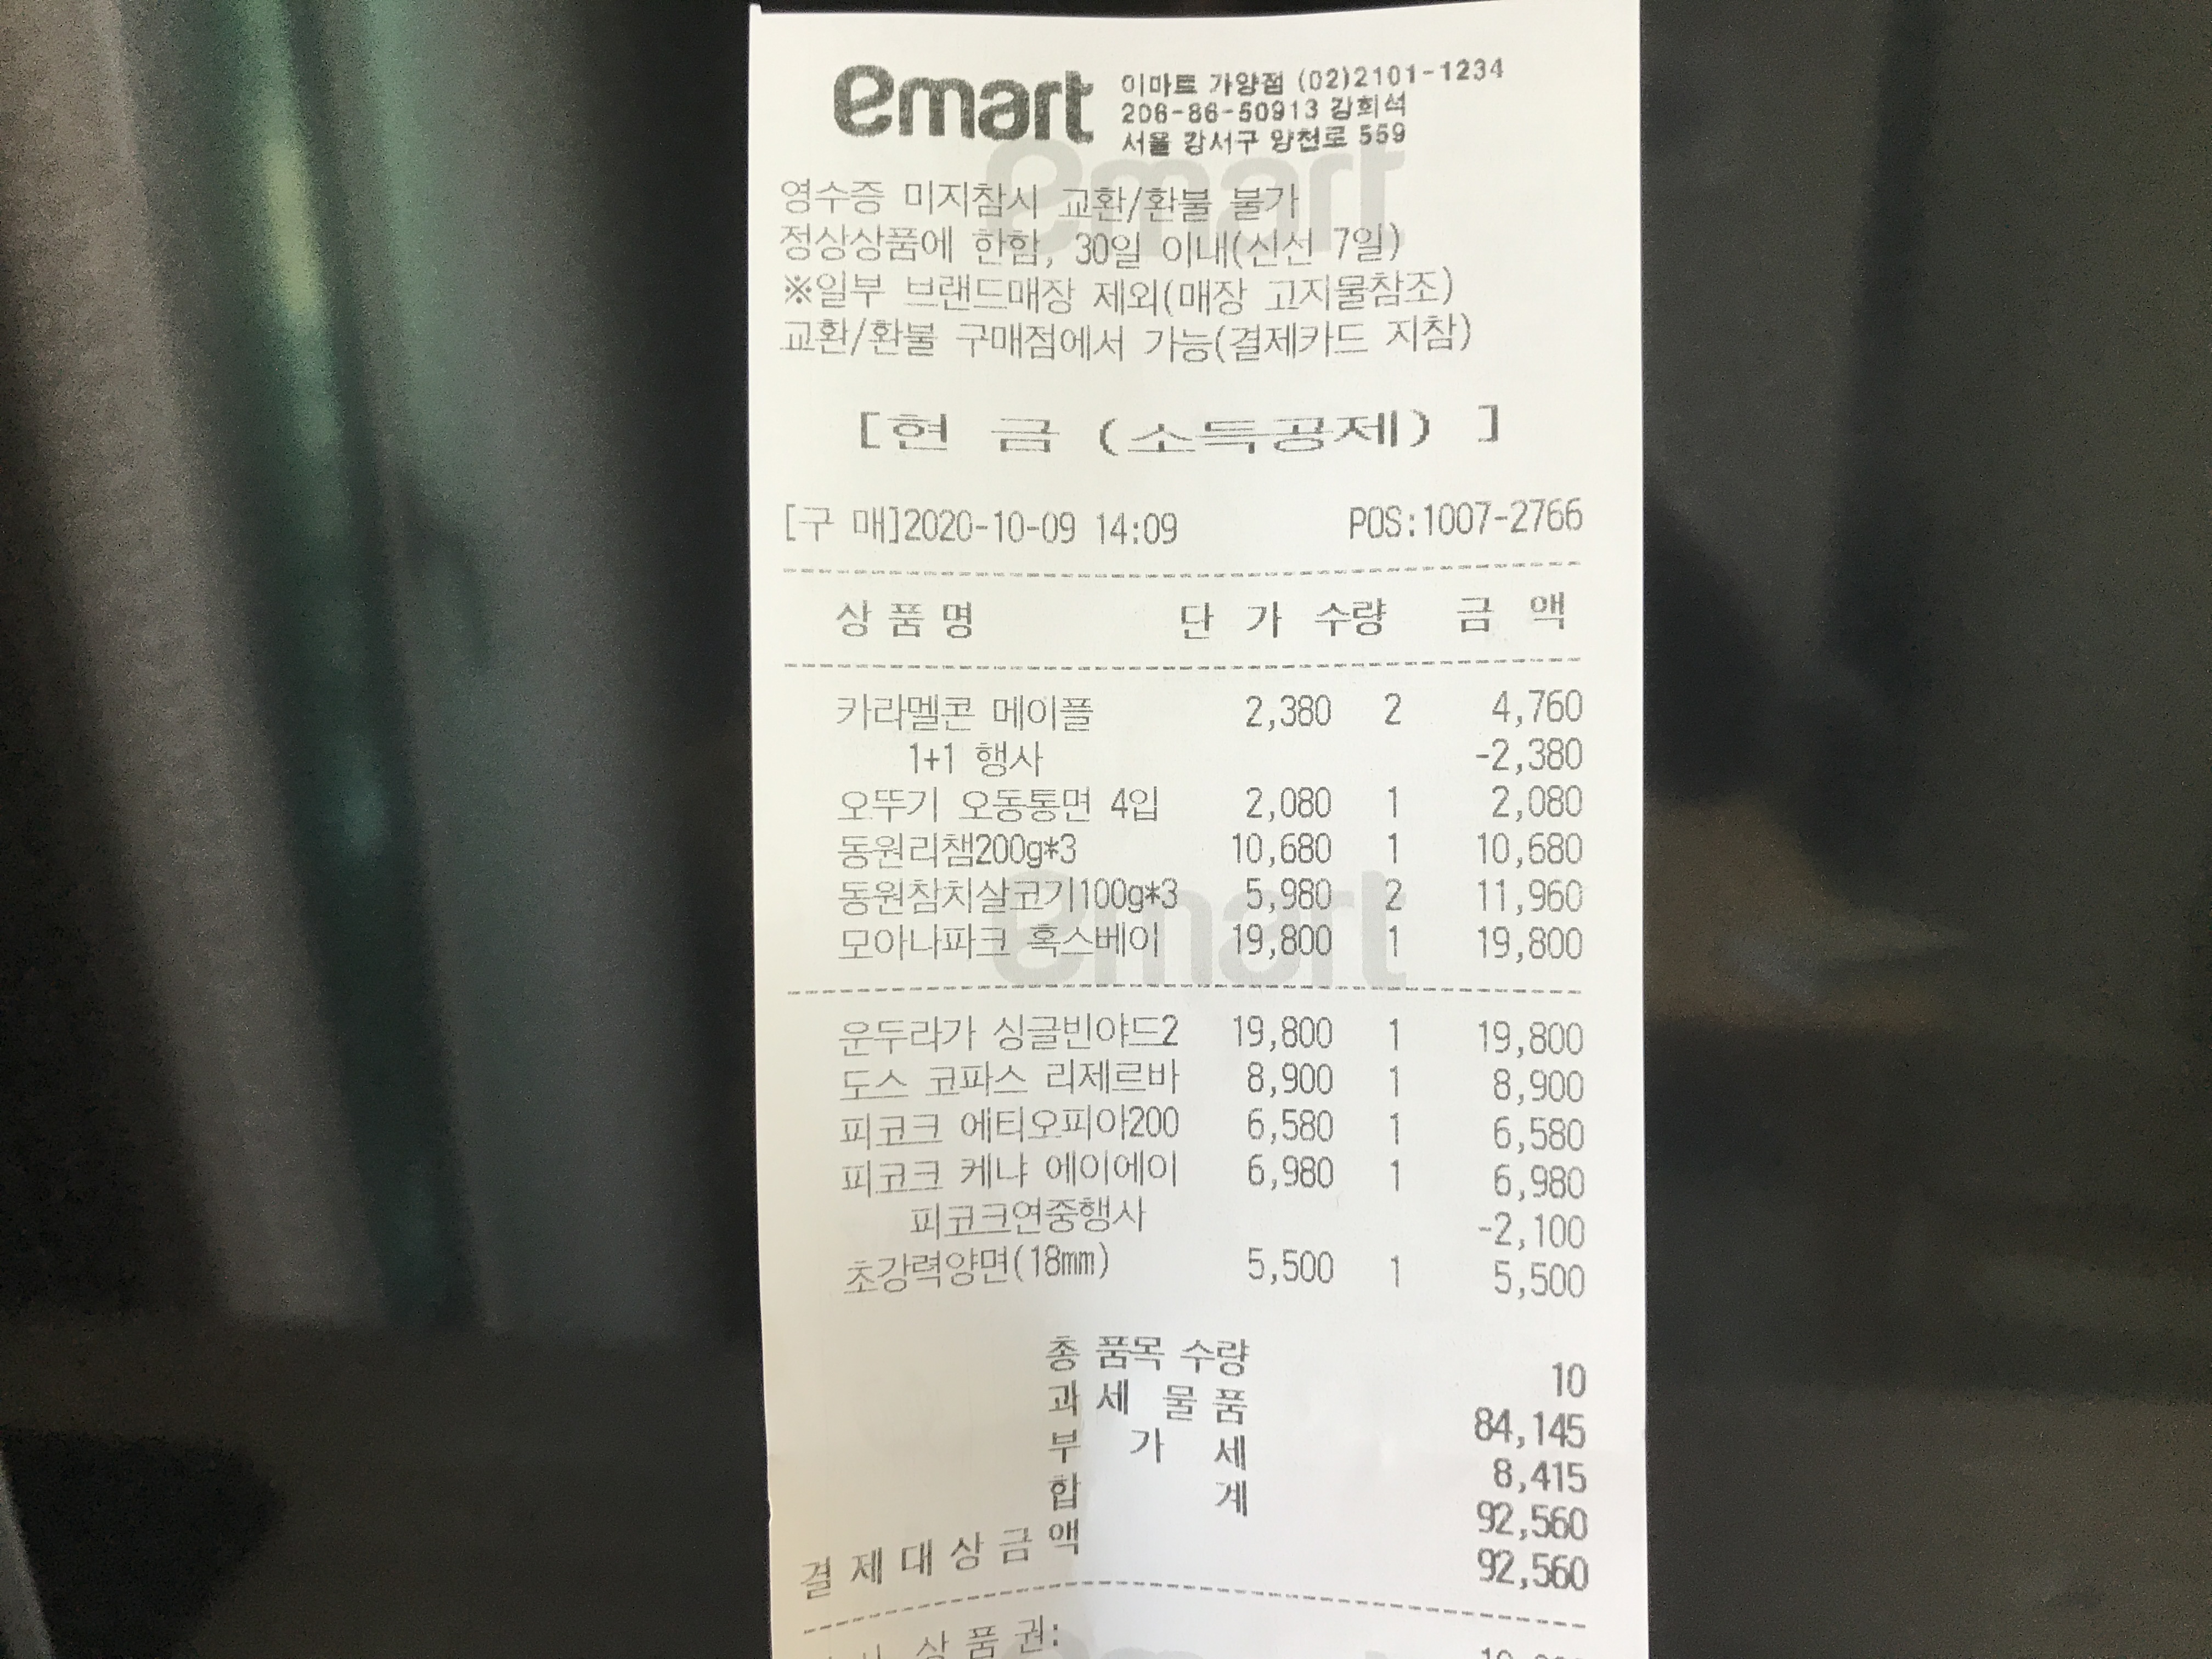 emart
이마트 가양점 (02)2101-1234
206-86-50913 강희석
서울 강서구 양천로 559
영수증 미지참시 교환/환불 불가
정상상품에 한함, 30일 이내(신선 7일)
※일부 브랜드매장 제외(매장 고지물참조)
교환/환불 구매점에서 가능(결제카드 지참)
[현 금 (소득공제) ]
[구 매]2020-10-09 14:09 POS:1007-2766
상 품 명 단 가 수량 금 액
카라멜콘 메이플 2,380 2 4,760
1+1 행사 -2,380
오뚜기 오동통면 4입 2,080 1 2,080
동원리챔200g*3 10,680 1 10,680
동원참치살코기100g*3 5,980 2 11,960
모아나파크 혹스베이 19,800 1 19,800
운두라가 싱글빈야드2 19,800 1 19,800
도스 코파스 리제르바 8,900 1 8,900
피코크 에티오피아200 6,580 1 6,580
피코크 케냐 에이에이 6,980 1 6,980
피코크연중행사 -2,100
초강력양면(18mm) 5,500 1 5,500
총 품목 수량 10
과 세 물 품 84,145
부 가 세 8,415
합 계 92,560
결 제 대 상 금 액 92,560
상 품 권: